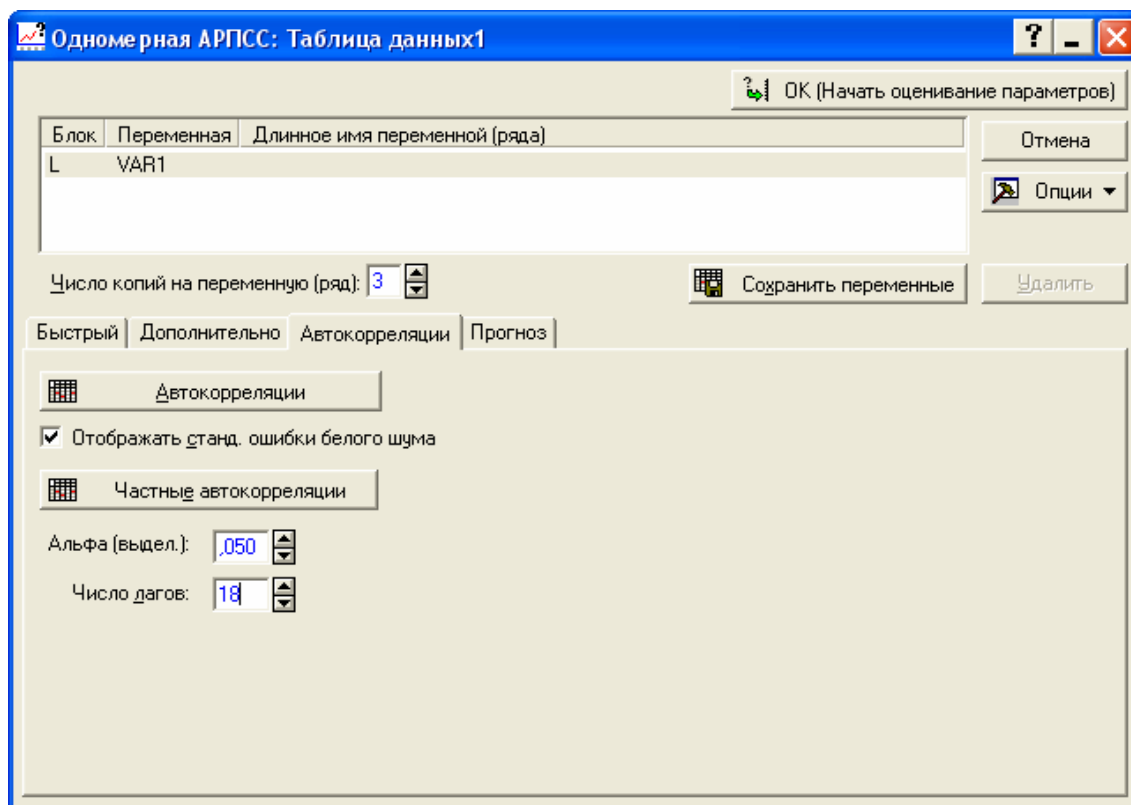 Одномерная АРПСС: Таблица данных1
OK (Начать оценивание параметров)
Блок Переменная Длинное имя переменной (ряда)
L VAR1
Отмена
Опции
Число копий на переменную (ряд): 3
Сохранить переменные
Удалить
Быстрый Дополнительно Автокорреляции Прогноз
Автокорреляции
Отображать станд. ошибки белого шума
Частные автокорреляции
Альфа (выдел.): ,050
Число лагов: 18